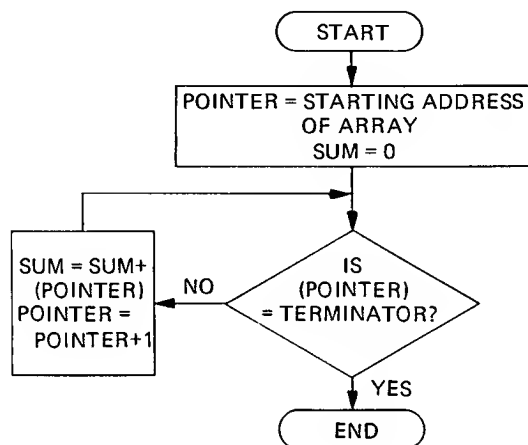 START
POINTER = STARTING ADDRESS
OF ARRAY
SUM = 0
IS
(POINTER)
= TERMINATOR?
NO
SUM = SUM+
(POINTER)
POINTER =
POINTER+1
YES
END